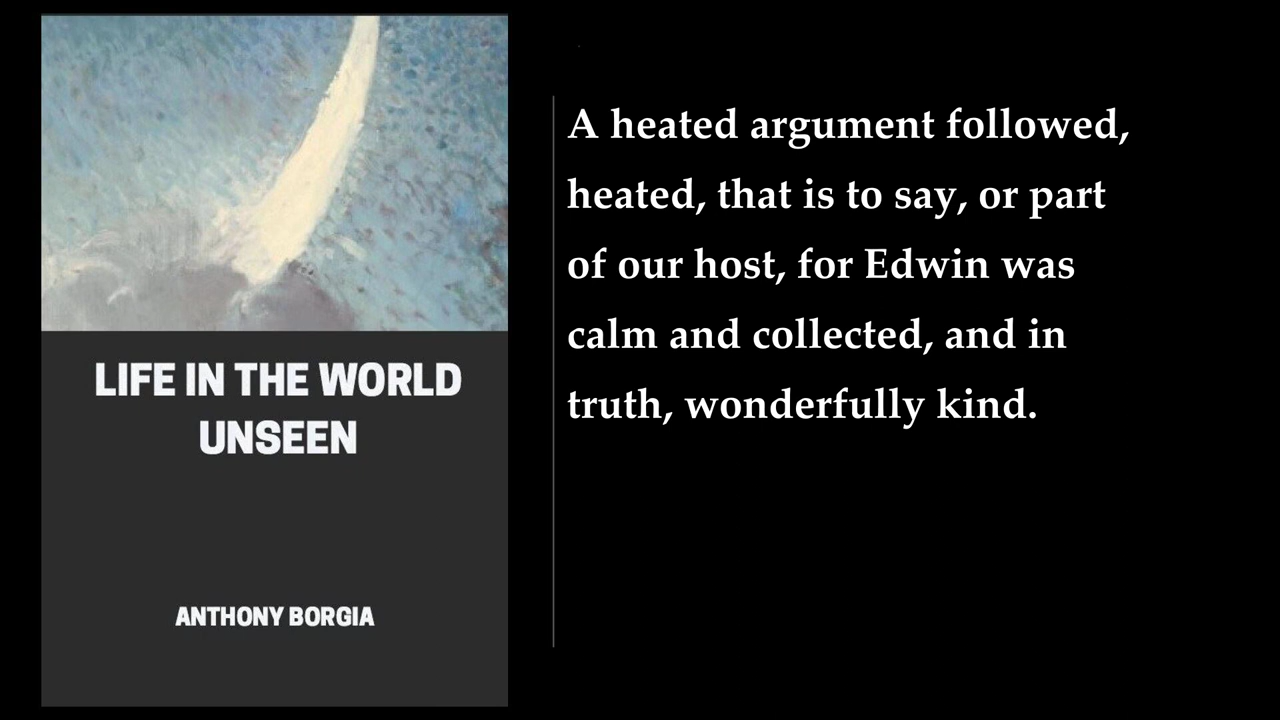 LIFE IN THE WORLD
UNSEEN
ANTHONY BORGIA
A heated argument followed,
heated, that is to say, or part
of our host, for Edwin was
calm and collected, and in
truth, wonderfully kind.